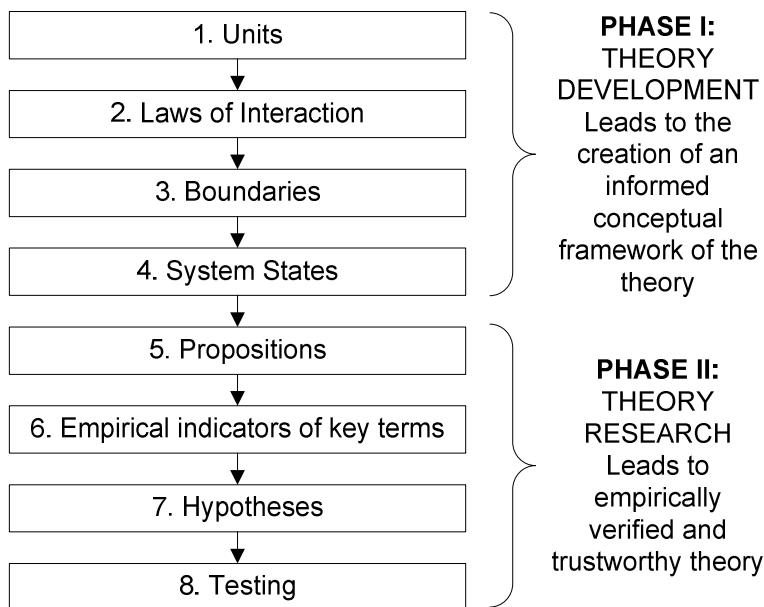 1. Units
2. Laws of Interaction
3. Boundaries
4. System States
5. Propositions
6. Empirical indicators of key terms
7. Hypotheses
8. Testing
PHASE I:
THEORY
DEVELOPMENT
Leads to the
creation of an
informed
conceptual
framework of the
theory
PHASE II:
THEORY
RESEARCH
Leads to
empirically
verified and
trustworthy theory